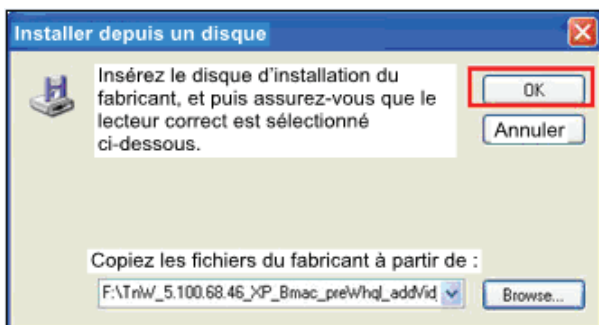 Installer depuis un disque
Insérez le disque d'installation du
fabricant, et puis assurez-vous que le
lecteur correct est sélectionné
ci-dessous.
OK
Annuler
Copiez les fichiers du fabricant à partir de :
F:\TnW_5.100.68.46_XP_Bmac_preWhql_addVid
Browse...